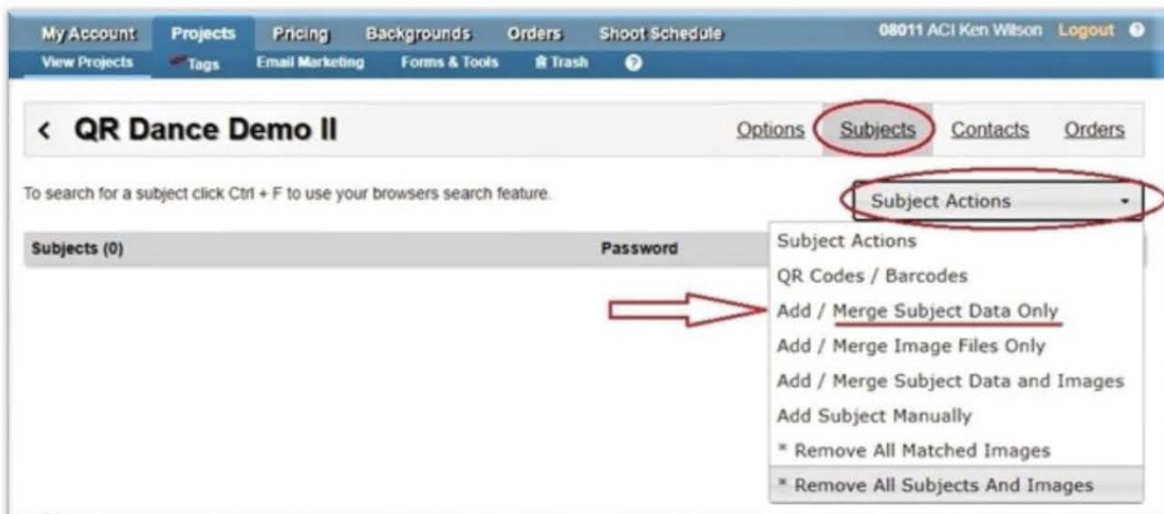 My Account Projects Pricing Backgrounds Orders Shoot Schedule 08011 ACI Ken Wilson Logout ?
View Projects Tags Email Marketing Forms & Tools Trash ?
< QR Dance Demo II Options Subjects Contacts Orders
To search for a subject click Ctrl + F to use your browsers search feature.
Subject Actions
Subjects (0) Password
Subject Actions
QR Codes / Barcodes
Add / Merge Subject Data Only
Add / Merge Image Files Only
Add / Merge Subject Data and Images
Add Subject Manually
* Remove All Matched Images
* Remove All Subjects And Images